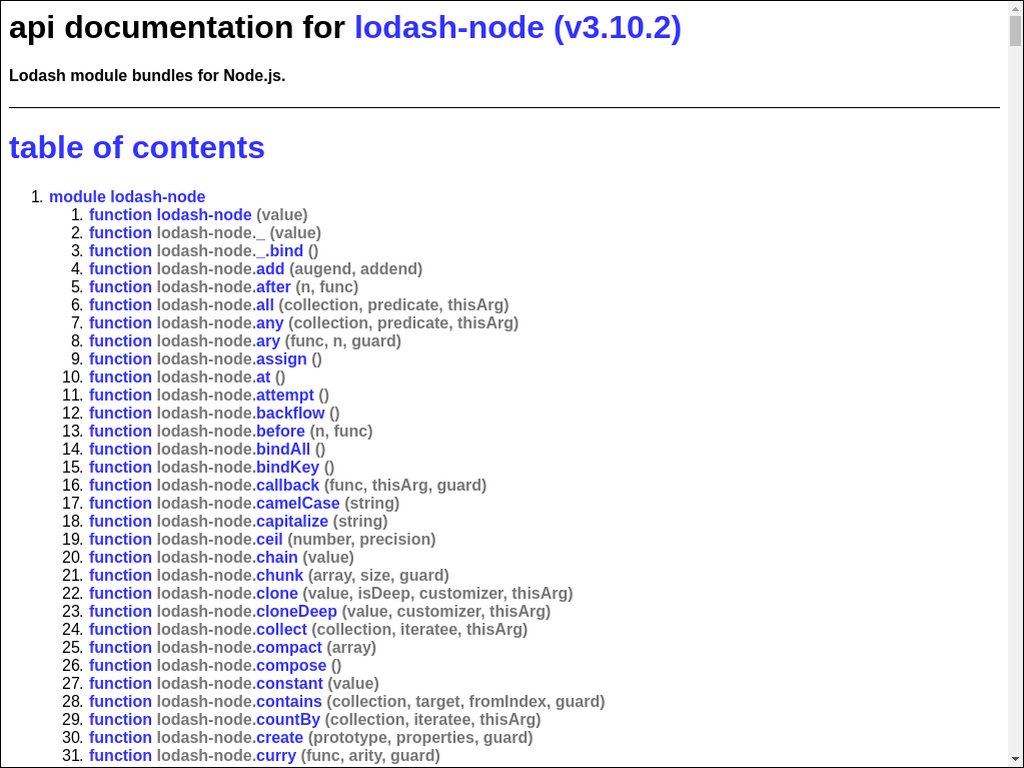 api documentation for lodash-node (v3.10.2)
Lodash module bundles for Node.js.
table of contents
1. module lodash-node
1. function lodash-node (value)
2. function lodash-node._ (value)
3. function lodash-node._.bind ()
4. function lodash-node.add (augend, addend)
5. function lodash-node.after (n, func)
6. function lodash-node.all (collection, predicate, thisArg)
7. function lodash-node.any (collection, predicate, thisArg)
8. function lodash-node.ary (func, n, guard)
9. function lodash-node.assign ()
10. function lodash-node.at ()
11. function lodash-node.attempt ()
12. function lodash-node.backflow ()
13. function lodash-node.before (n, func)
14. function lodash-node.bindAll ()
15. function lodash-node.bindKey ()
16. function lodash-node.callback (func, thisArg, guard)
17. function lodash-node.camelCase (string)
18. function lodash-node.capitalize (string)
19. function lodash-node.ceil (number, precision)
20. function lodash-node.chain (value)
21. function lodash-node.chunk (array, size, guard)
22. function lodash-node.clone (value, isDeep, customizer, thisArg)
23. function lodash-node.cloneDeep (value, customizer, thisArg)
24. function lodash-node.collect (collection, iteratee, thisArg)
25. function lodash-node.compact (array)
26. function lodash-node.compose ()
27. function lodash-node.constant (value)
28. function lodash-node.contains (collection, target, fromIndex, guard)
29. function lodash-node.countBy (collection, iteratee, thisArg)
30. function lodash-node.create (prototype, properties, guard)
31. function lodash-node.curry (func, arity, guard)